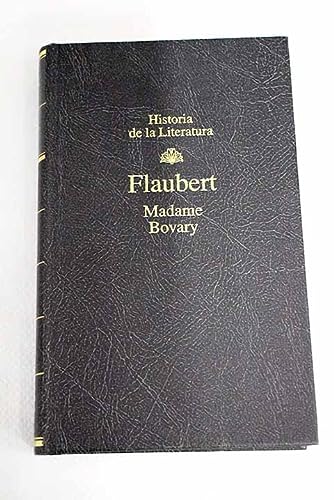 Historia
de la Literatura
Flaubert
Madame
Bovary